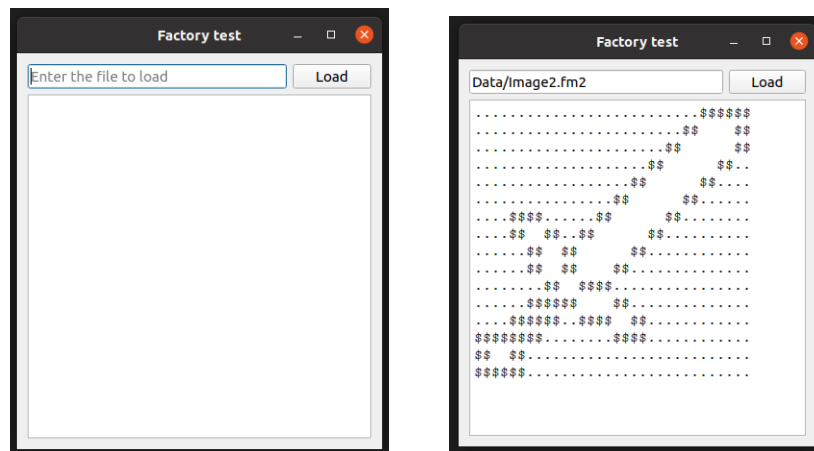 Factory test
Enter the file to load
Load
Factory test
Data/Image2.fm2
Load
..........................$$$$$$
........................$$    $$
......................$$      $$
....................$$      $$..
..................$$      $$....
................$$      $$......
....$$$$......$$      $$........
....$$  $$..$$      $$..........
......$$  $$      $$............
......$$  $$    $$..............
........$$  $$$$................
......$$$$$$    $$..............
....$$$$$$..$$$$  $$............
$$$$$$$$........$$$$............
$$  $$..........................
$$$$$$..........................